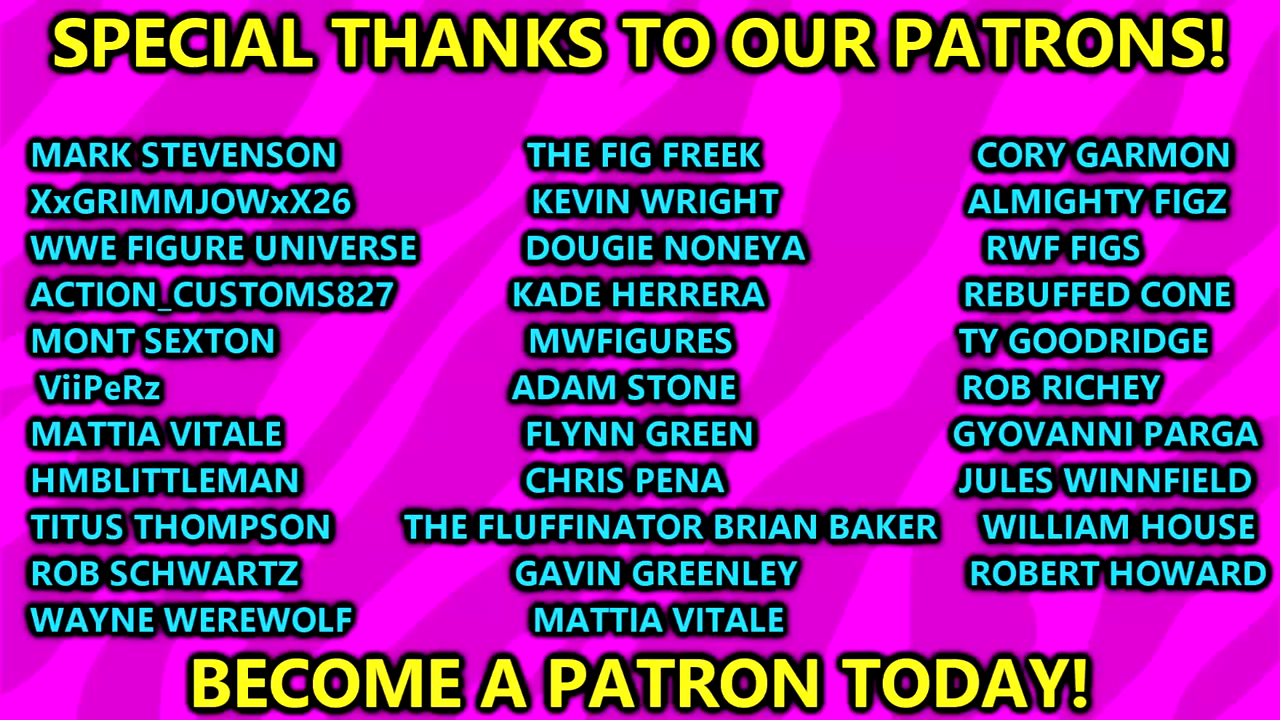 SPECIAL THANKS TO OUR PATRONS!
MARK STEVENSON THE FIG FREEK CORY GARMON
XxGRIMMJOWxX26 KEVIN WRIGHT ALMIGHTY FIGZ
WWE FIGURE UNIVERSE DOUGIE NONEYA RWF FIGS
ACTION_CUSTOMS827 KADE HERRERA REBUFFED CONE
MONT SEXTON MWFIGURES TY GOODRIDGE
ViiPeRz ADAM STONE ROB RICHEY
MATTIA VITALE FLYNN GREEN GYOVANNI PARGA
HMBLITTLEMAN CHRIS PENA JULES WINNFIELD
TITUS THOMPSON THE FLUFFINATOR BRIAN BAKER WILLIAM HOUSE
ROB SCHWARTZ GAVIN GREENLEY ROBERT HOWARD
WAYNE WEREWOLF MATTIA VITALE
BECOME A PATRON TODAY!